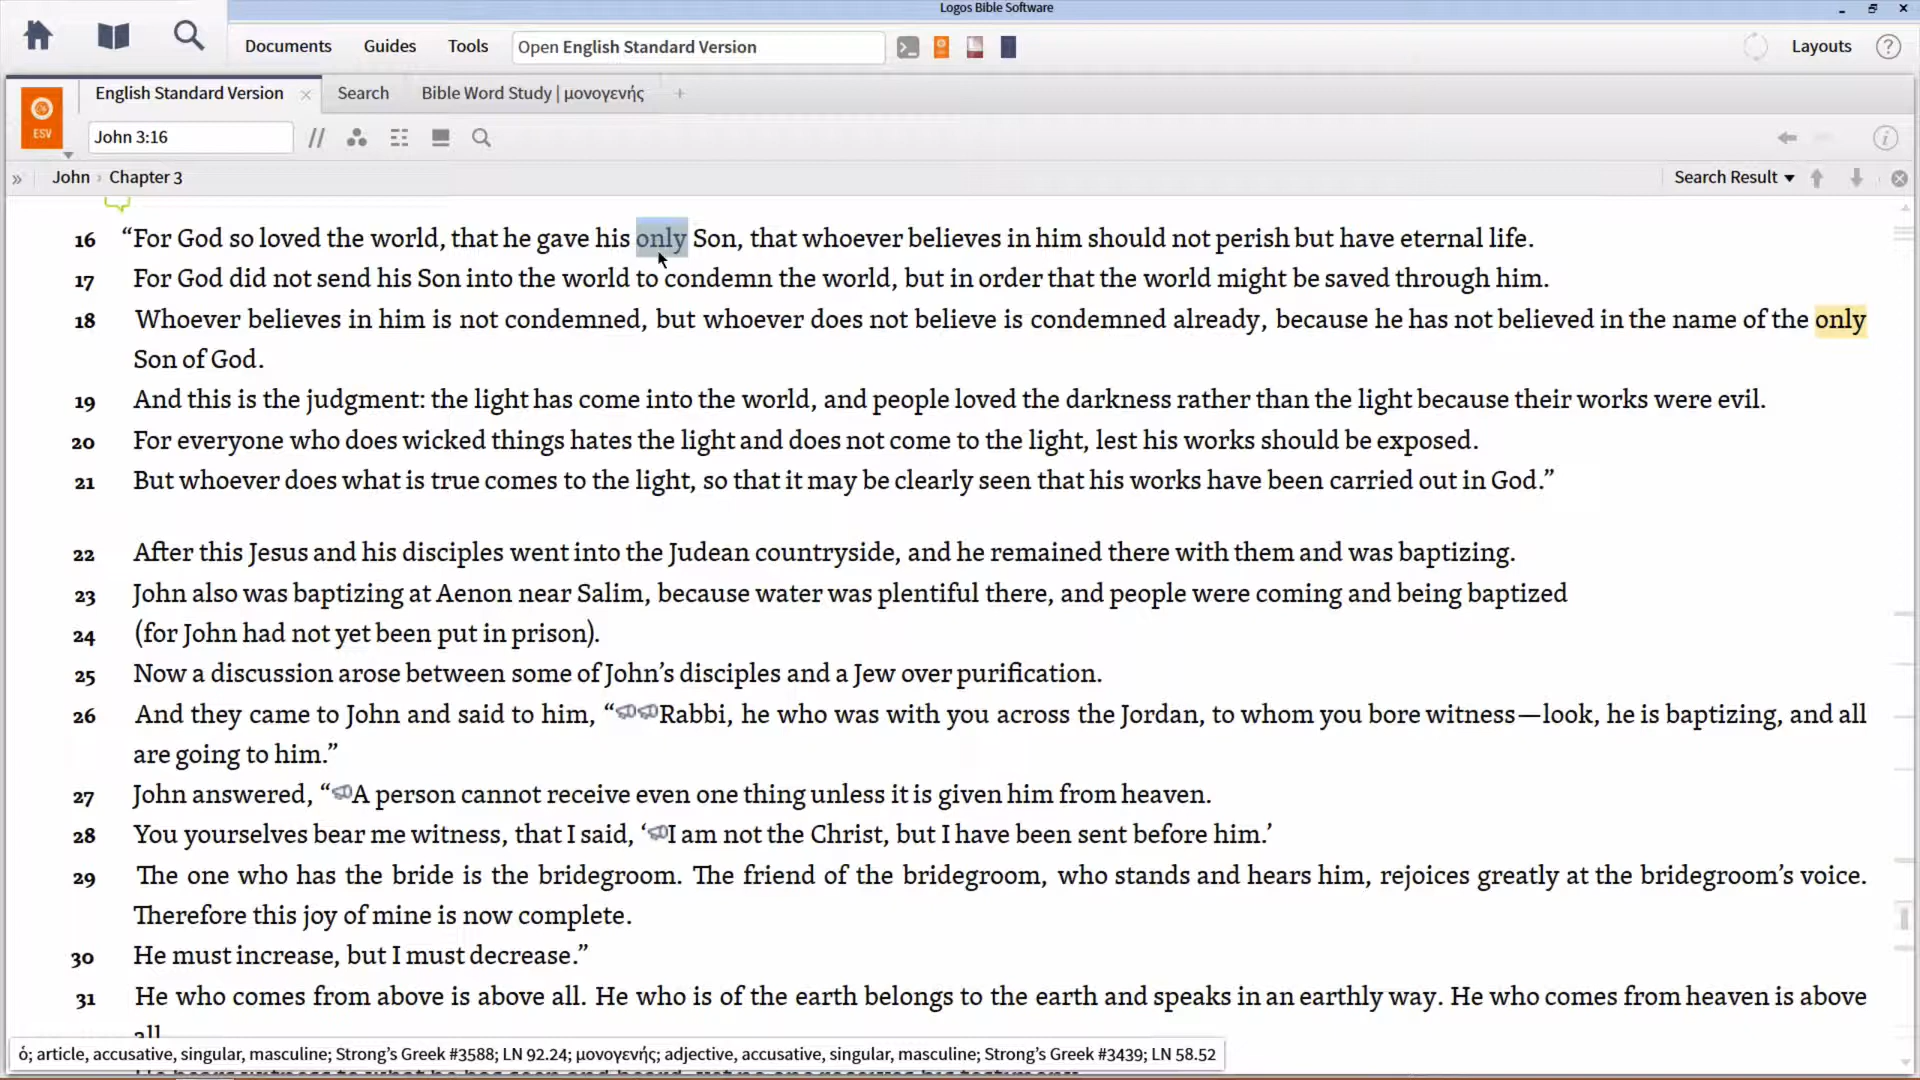 Logos Bible Software
Documents Guides Tools Open English Standard Version Layouts ?
English Standard Version Search Bible Word Study | μονογενής +
ESV
John 3:16
» John › Chapter 3 Search Result
16 “For God so loved the world, that he gave his only Son, that whoever believes in him should not perish but have eternal life.
17 For God did not send his Son into the world to condemn the world, but in order that the world might be saved through him.
18 Whoever believes in him is not condemned, but whoever does not believe is condemned already, because he has not believed in the name of the only
Son of God.
19 And this is the judgment: the light has come into the world, and people loved the darkness rather than the light because their works were evil.
20 For everyone who does wicked things hates the light and does not come to the light, lest his works should be exposed.
21 But whoever does what is true comes to the light, so that it may be clearly seen that his works have been carried out in God.”
22 After this Jesus and his disciples went into the Judean countryside, and he remained there with them and was baptizing.
23 John also was baptizing at Aenon near Salim, because water was plentiful there, and people were coming and being baptized
24 (for John had not yet been put in prison).
25 Now a discussion arose between some of John’s disciples and a Jew over purification.
26 And they came to John and said to him, “Rabbi, he who was with you across the Jordan, to whom you bore witness—look, he is baptizing, and all
are going to him.”
27 John answered, “A person cannot receive even one thing unless it is given him from heaven.
28 You yourselves bear me witness, that I said, ‘I am not the Christ, but I have been sent before him.’
29 The one who has the bride is the bridegroom. The friend of the bridegroom, who stands and hears him, rejoices greatly at the bridegroom’s voice.
Therefore this joy of mine is now complete.
30 He must increase, but I must decrease.”
31 He who comes from above is above all. He who is of the earth belongs to the earth and speaks in an earthly way. He who comes from heaven is above
all.
ὁ; article, accusative, singular, masculine; Strong’s Greek #3588; LN 92.24; μονογενής; adjective, accusative, singular, masculine; Strong’s Greek #3439; LN 58.52